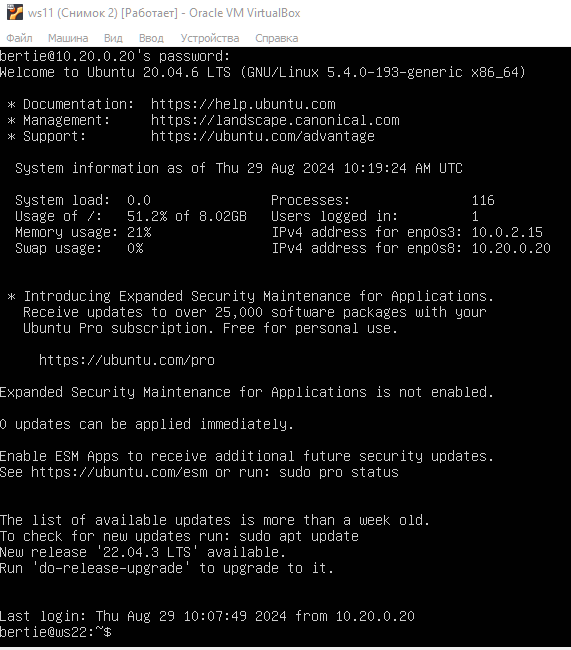 ws11 (Снимок 2) [Работает] - Oracle VM VirtualBox
Файл Машина Вид Ввод Устройства Справка
bertie@10.20.0.20's password:
Welcome to Ubuntu 20.04.6 LTS (GNU/Linux 5.4.0-193-generic x86_64)
* Documentation: https://help.ubuntu.com
* Management: https://landscape.canonical.com
* Support: https://ubuntu.com/advantage
System information as of Thu 29 Aug 2024 10:19:24 AM UTC
System load: 0.0 Processes: 116
Usage of /: 51.2% of 8.02GB Users logged in: 1
Memory usage: 21% IPv4 address for enp0s3: 10.0.2.15
Swap usage: 0% IPv4 address for enp0s8: 10.20.0.20
* Introducing Expanded Security Maintenance for Applications.
Receive updates to over 25,000 software packages with your
Ubuntu Pro subscription. Free for personal use.
https://ubuntu.com/pro
Expanded Security Maintenance for Applications is not enabled.
0 updates can be applied immediately.
Enable ESM Apps to receive additional future security updates.
See https://ubuntu.com/esm or run: sudo pro status
The list of available updates is more than a week old.
To check for new updates run: sudo apt update
New release '22.04.3 LTS' available.
Run 'do-release-upgrade' to upgrade to it.
Last login: Thu Aug 29 10:07:49 2024 from 10.20.0.20
bertie@ws22:~$